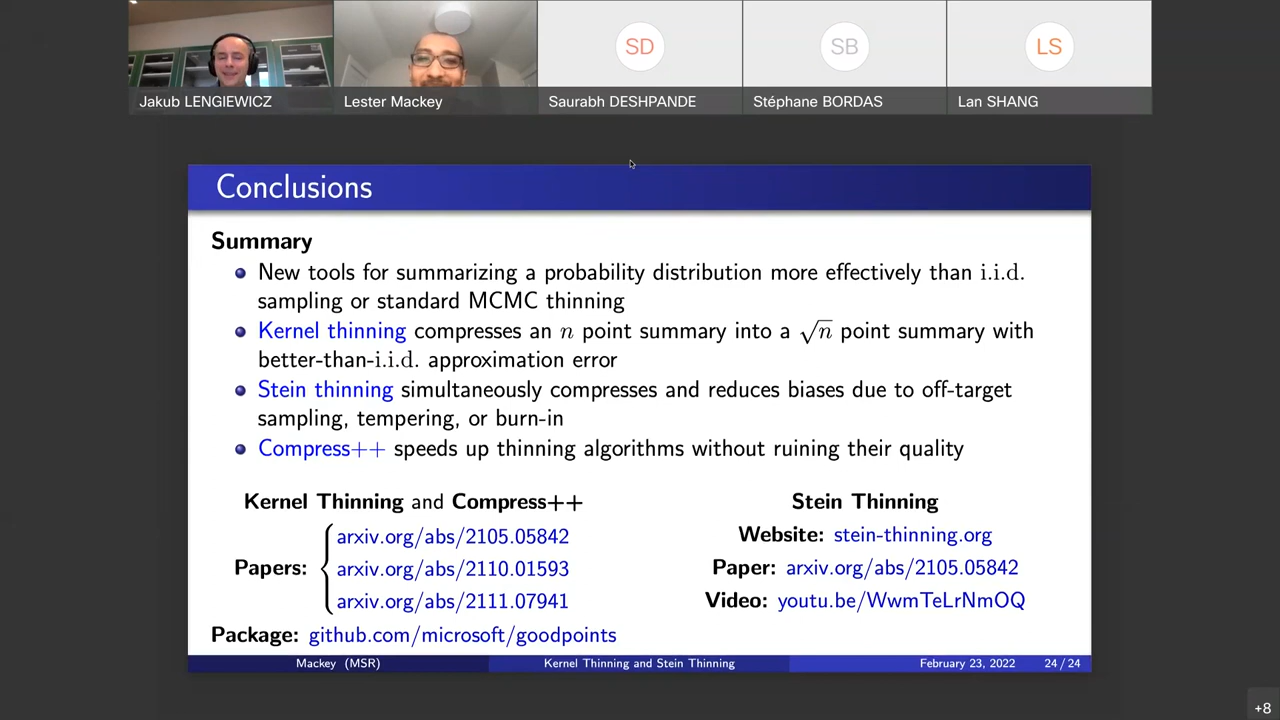 SD
SB
LS
Jakub LENGIEWICZ
Lester Mackey
Saurabh DESHPANDE
Stéphane BORDAS
Lan SHANG
Conclusions
Summary
New tools for summarizing a probability distribution more effectively than i.i.d.
sampling or standard MCMC thinning
Kernel thinning compresses an n point summary into a √n point summary with
better-than-i.i.d. approximation error
Stein thinning simultaneously compresses and reduces biases due to off-target
sampling, tempering, or burn-in
Compress++ speeds up thinning algorithms without ruining their quality
Kernel Thinning and Compress++
Papers:
arxiv.org/abs/2105.05842
arxiv.org/abs/2110.01593
arxiv.org/abs/2111.07941
Package: github.com/microsoft/goodpoints
Stein Thinning
Website: stein-thinning.org
Paper: arxiv.org/abs/2105.05842
Video: youtu.be/WwmTeLrNmOQ
Mackey (MSR)
Kernel Thinning and Stein Thinning
February 23, 2022
24 / 24
+8